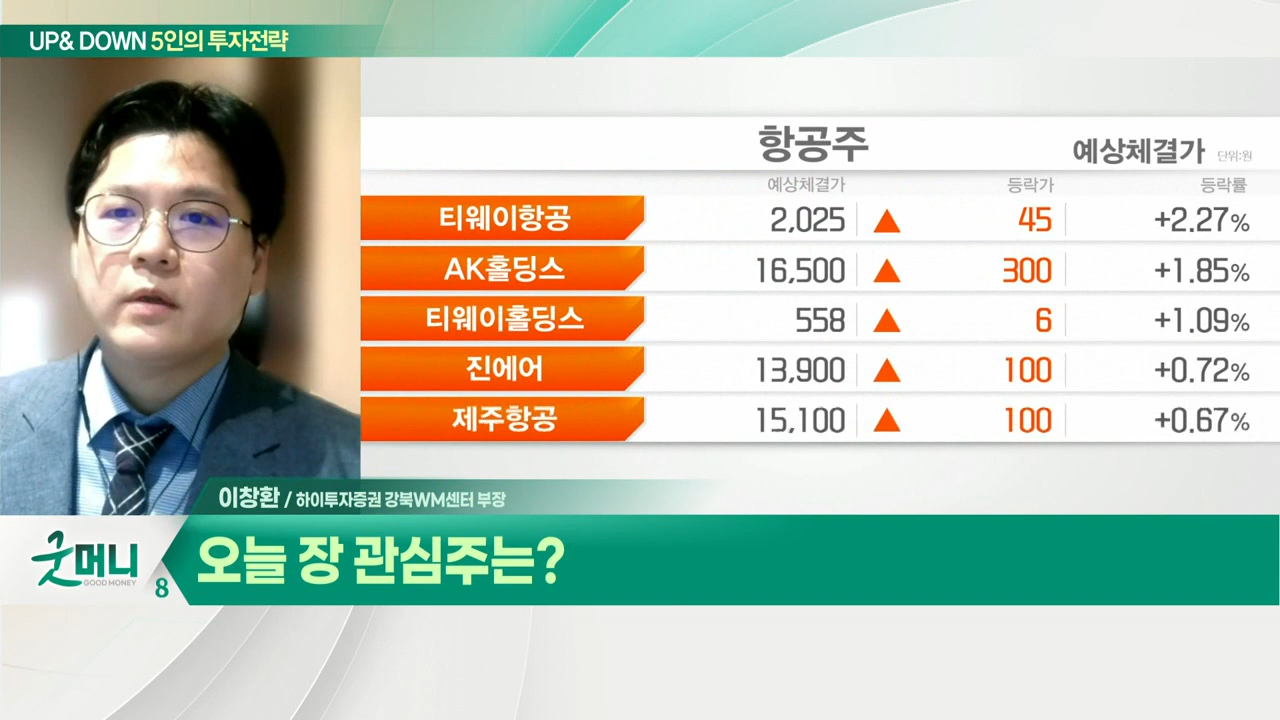 UP& DOWN 5인의 투자전략
항공주 예상체결가 단위:원
예상체결가 등락가 등락률
티웨이항공 2,025 ▲ 45 +2.27%
AK홀딩스 16,500 ▲ 300 +1.85%
티웨이홀딩스 558 ▲ 6 +1.09%
진에어 13,900 ▲ 100 +0.72%
제주항공 15,100 ▲ 100 +0.67%
이창환 / 하이투자증권 강북WM센터 부장
굿머니
GOOD MONEY
8
오늘 장 관심주는?